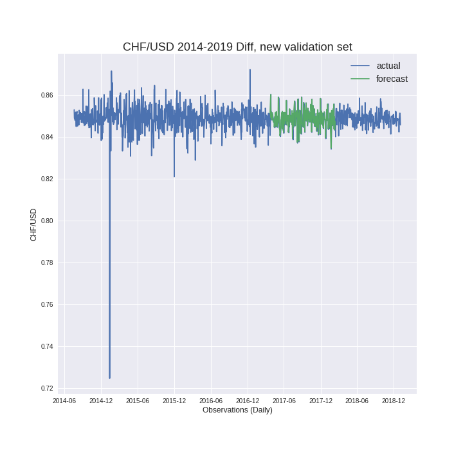 CHF/USD 2014-2019 Diff, new validation set
actual
forecast
0.86
0.84
0.82
0.80
0.78
0.76
0.74
0.72
CHF/USD
2014-06 2014-12 2015-06 2015-12 2016-06 2016-12 2017-06 2017-12 2018-06 2018-12
Observations (Daily)